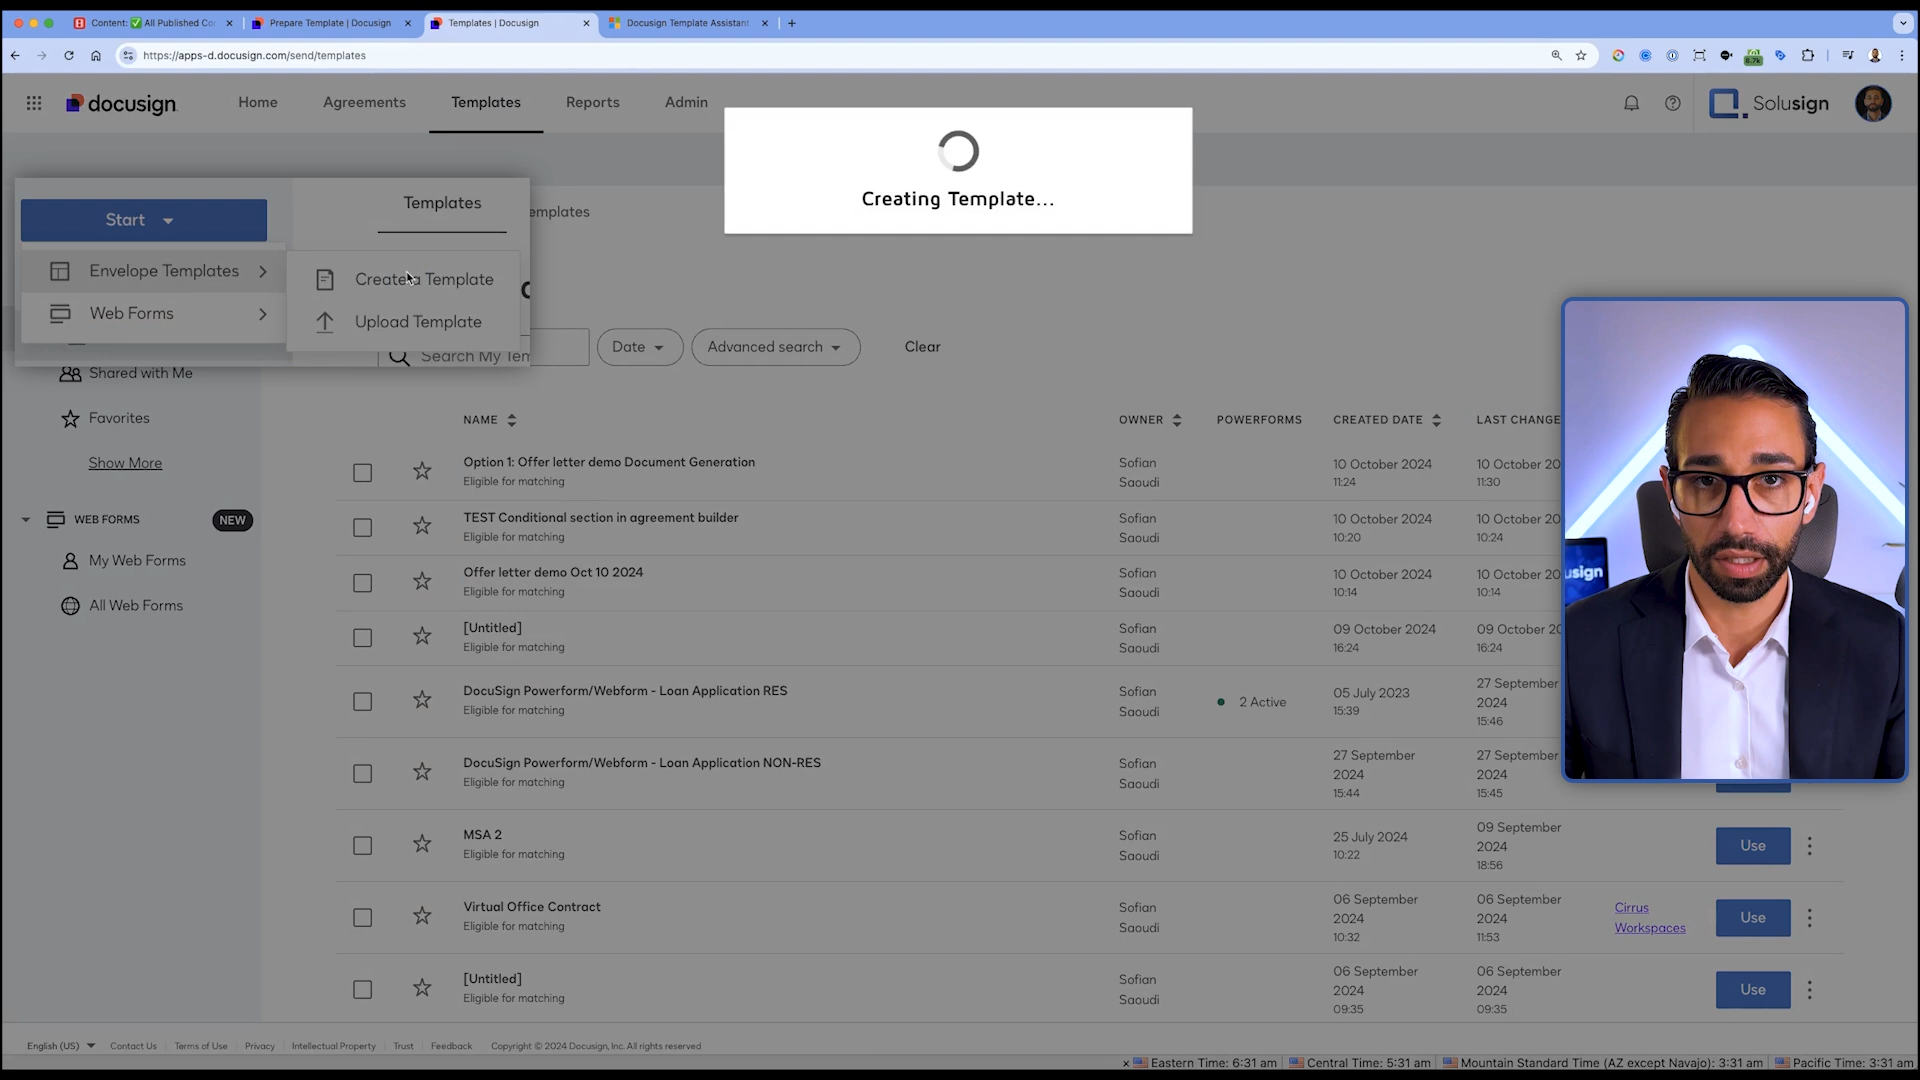 Content: ✅ All Published Co
Prepare Template | Docusign
Templates | Docusign
Docusign Template Assistant
https://apps-d.docusign.com/send/templates
8.7k
docusign
Home
Agreements
Templates
Reports
Admin
Solusign
Creating Template...
Start
Templates
emplates
Envelope Templates
Create a Template
Web Forms
Upload Template
Search My Tem
Date
Advanced search
Clear
Shared with Me
Favorites
Show More
WEB FORMS
NEW
My Web Forms
All Web Forms
NAME
OWNER
POWERFORMS
CREATED DATE
LAST CHANGE
Option 1: Offer letter demo Document Generation
Eligible for matching
Sofian
Saoudi
10 October 2024
11:24
10 October 20
11:30
TEST Conditional section in agreement builder
Eligible for matching
Sofian
Saoudi
10 October 2024
10:20
10 October 20
10:24
Offer letter demo Oct 10 2024
Eligible for matching
Sofian
Saoudi
10 October 2024
10:14
10 October 20
10:14
[Untitled]
Eligible for matching
Sofian
Saoudi
09 October 2024
16:24
09 October 20
16:24
DocuSign Powerform/Webform - Loan Application RES
Eligible for matching
Sofian
Saoudi
2 Active
05 July 2023
15:39
27 September
2024
15:46
DocuSign Powerform/Webform - Loan Application NON-RES
Eligible for matching
Sofian
Saoudi
27 September
2024
15:44
27 September
2024
15:45
MSA 2
Eligible for matching
Sofian
Saoudi
25 July 2024
10:22
09 September
2024
18:56
Use
Virtual Office Contract
Eligible for matching
Sofian
Saoudi
06 September
2024
10:32
06 September
2024
11:53
Cirrus
Workspaces
Use
[Untitled]
Eligible for matching
Sofian
Saoudi
06 September
2024
09:35
06 September
2024
09:35
Use
usign
English (US)
Contact Us
Terms of Use
Privacy
Intellectual Property
Trust
Feedback
Copyright © 2024 Docusign, Inc. All rights reserved
× Eastern Time: 6:31 am
Central Time: 5:31 am
Mountain Standard Time (AZ except Navajo): 3:31 am
Pacific Time: 3:31 am